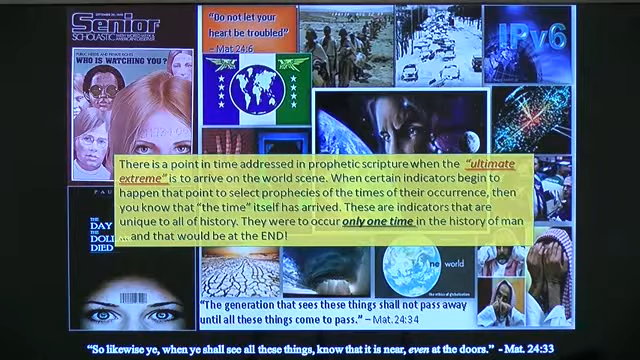 Senior
SCHOLASTIC
WHO IS WATCHING YOU?
"Do not let your
heart be troubled"
– Mat 24:6
IPv6
There is a point in time addressed in prophetic scripture when the "ultimate
extreme" is to arrive on the world scene. When certain indicators begin to
happen that point to select prophecies of the times of their occurrence, then
you know that "the time" itself has arrived. These are indicators that are
unique to all of history. They were to occur only one time in the history of man
… and that would be at the END!
THE
DAY
THE
DOLL
DIED
ne world
"The generation that sees these things shall not pass away
until all these things come to pass." – Mat. 24:34
"So likewise ye, when ye shall see all these things, know that it is near, even at the doors." - Mat. 24:33